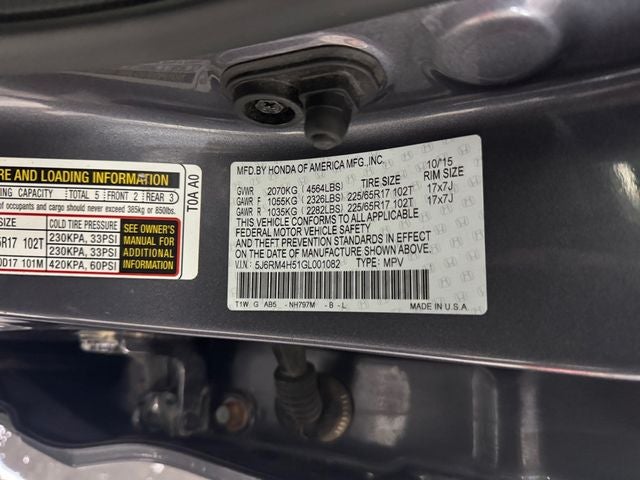 RE AND LOADING INFORMATION
NG CAPACITY TOTAL 5 FRONT 2 REAR 3
of occupants and cargo should never exceed 385kg or 850lbs.
SIZE COLD TIRE PRESSURE
R17 102T 230KPA, 33PSI
230KPA, 33PSI
0D17 101M 420KPA, 60PSI
SEE OWNER'S
MANUAL FOR
ADDITIONAL
INFORMATION
T0A A0
MFD.BY HONDA OF AMERICA MFG.,INC. 10/15
GVWR 2070KG (4564LBS) TIRE SIZE RIM SIZE
GAWR F 1055KG (2326LBS) 225/65R17 102T 17x7J
GAWR R 1035KG (2282LBS) 225/65R17 102T 17x7J
THIS VEHICLE CONFORMS TO ALL APPLICABLE
FEDERAL MOTOR VEHICLE SAFETY
AND THEFT PREVENTION STANDARDS IN EFFECT
ON THE DATE OF MANUFACTURE SHOWN ABOVE.
V.I.N: 5J6RM4H51GL001082 TYPE: MPV
T1W G AB5 - NH797M - B - L MADE IN U.S.A.